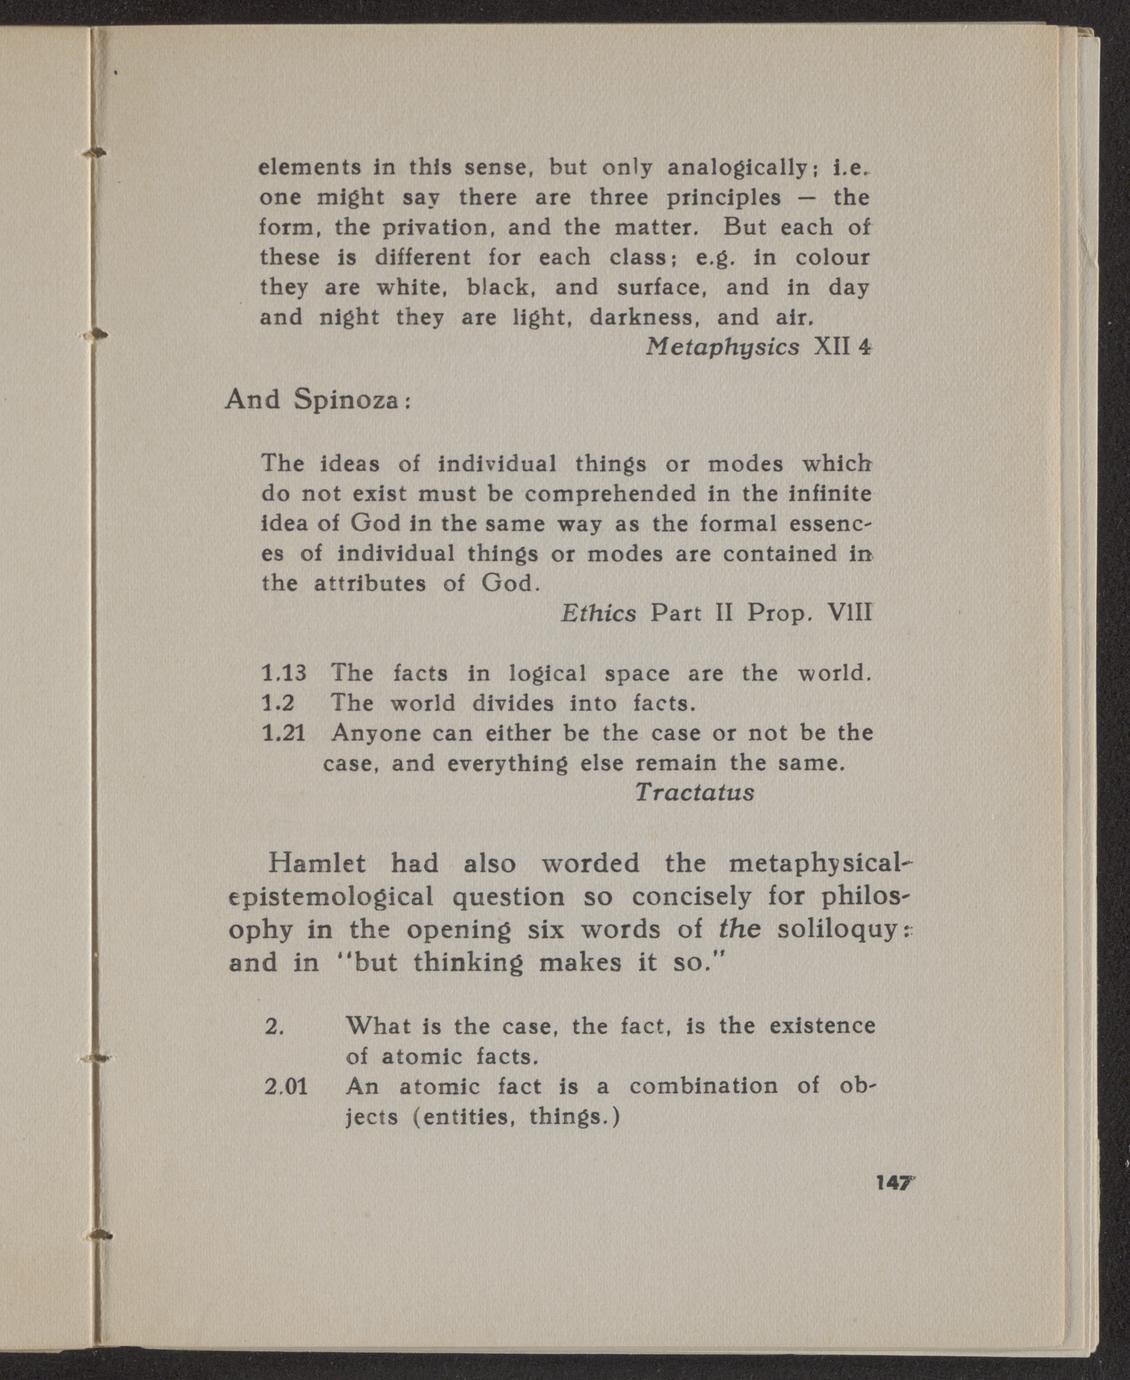 elements in this sense, but only analogically; i.e.
one might say there are three principles — the
form, the privation, and the matter. But each of
these is different for each class; e.g. in colour
they are white, black, and surface, and in day
and night they are light, darkness, and air.
Metaphysics XII 4
And Spinoza:
The ideas of individual things or modes which
do not exist must be comprehended in the infinite
idea of God in the same way as the formal essenc-
es of individual things or modes are contained in
the attributes of God.
Ethics Part II Prop. VIII
1.13 The facts in logical space are the world.
1.2 The world divides into facts.
1.21 Anyone can either be the case or not be the
case, and everything else remain the same.
Tractatus
Hamlet had also worded the metaphysical-
epistemological question so concisely for philos-
ophy in the opening six words of the soliloquy:
and in "but thinking makes it so."
2. What is the case, the fact, is the existence
of atomic facts.
2.01 An atomic fact is a combination of ob-
jects (entities, things.)
147